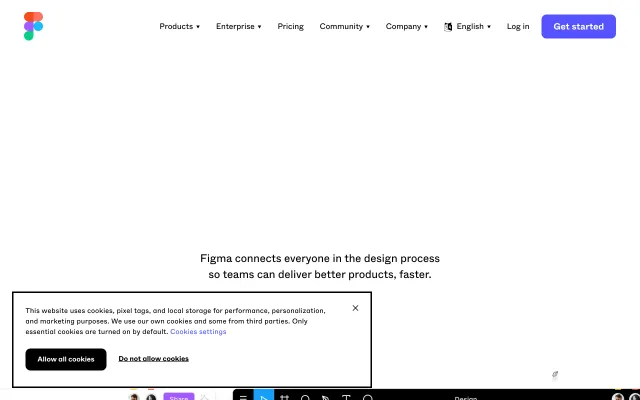 Products ▾ Enterprise ▾ Pricing Community ▾ Company ▾ English ▾ Log in Get started
Figma connects everyone in the design process
so teams can deliver better products, faster.
This website uses cookies, pixel tags, and local storage for performance, personalization,
and marketing purposes. We use our own cookies and some from third parties. Only
essential cookies are turned on by default. Cookies settings
Allow all cookies Do not allow cookies
Share Design